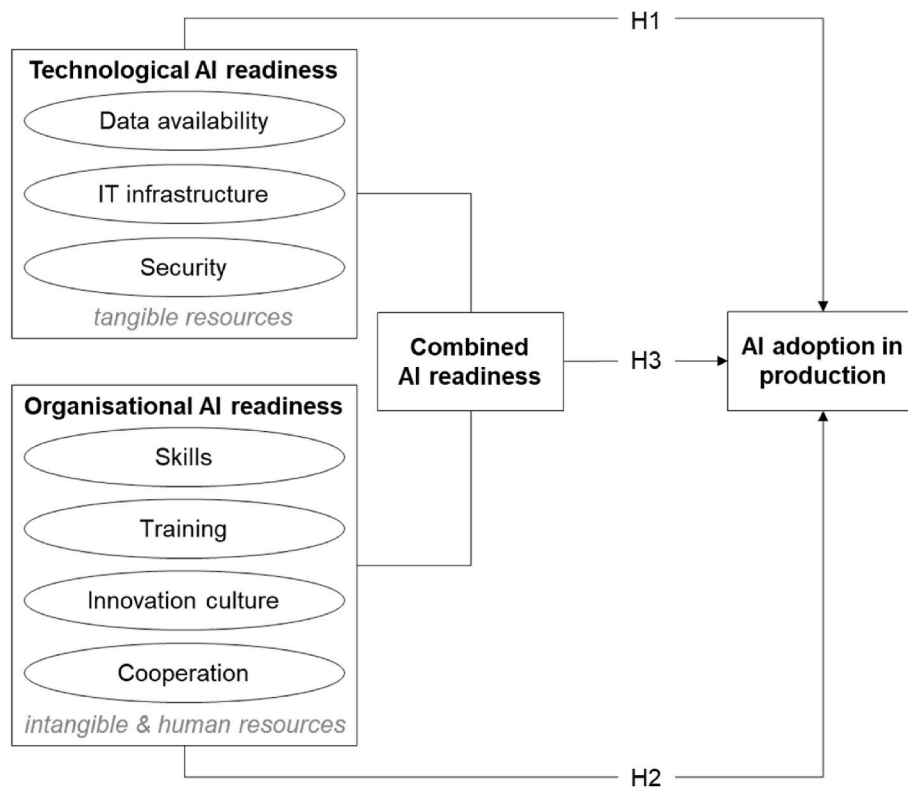 H1
Technological AI readiness
Data availability
IT infrastructure
Security
tangible resources
Combined
AI readiness
H3
AI adoption in
production
Organisational AI readiness
Skills
Training
Innovation culture
Cooperation
intangible & human resources
H2